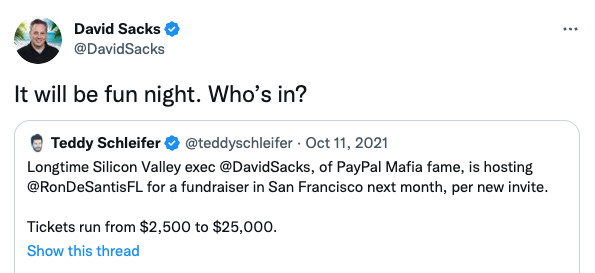 David Sacks
@DavidSacks
It will be fun night. Who’s in?
Teddy Schleifer @teddyschleifer · Oct 11, 2021
Longtime Silicon Valley exec @DavidSacks, of PayPal Mafia fame, is hosting
@RonDeSantisFL for a fundraiser in San Francisco next month, per new invite.
Tickets run from $2,500 to $25,000.
Show this thread